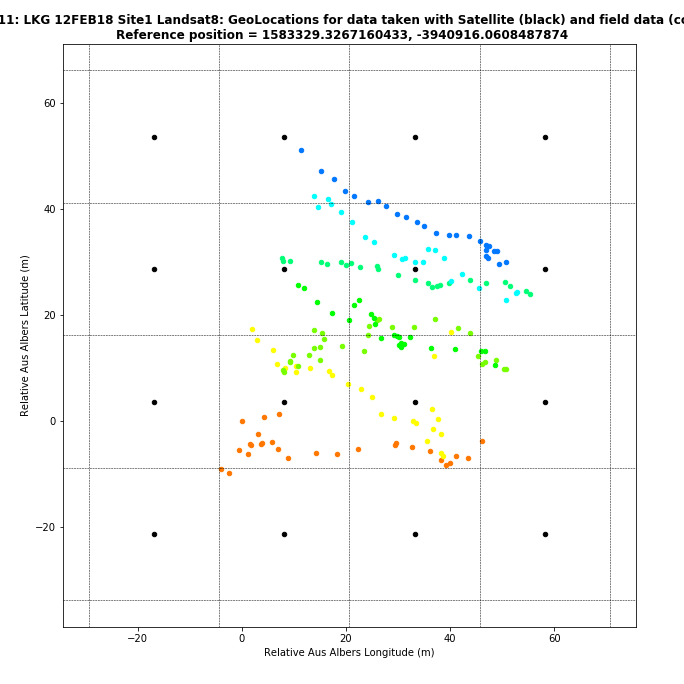 11: LKG 12FEB18 Site1 Landsat8: GeoLocations for data taken with Satellite (black) and field data (co
Reference position = 1583329.3267160433, -3940916.0608487874
60
40
20
0
−20
Relative Aus Albers Latitude (m)
−20 0 20 40 60
Relative Aus Albers Longitude (m)